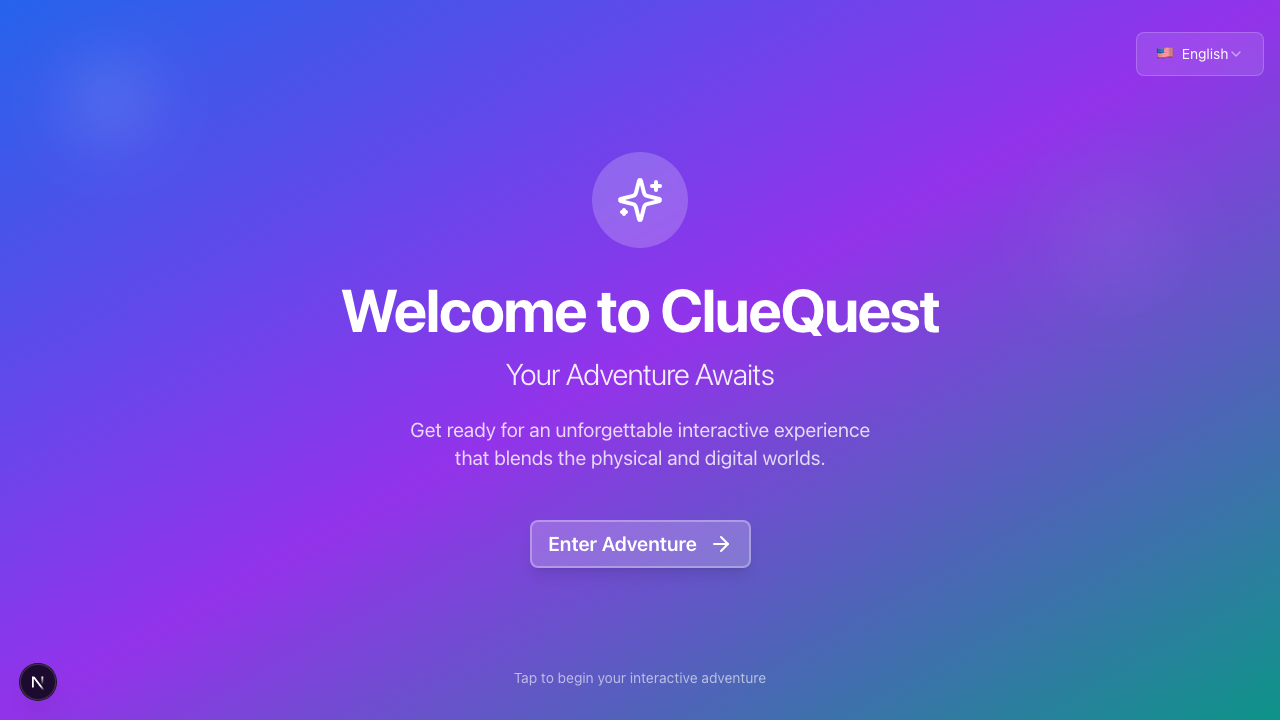 English
Welcome to ClueQuest
Your Adventure Awaits
Get ready for an unforgettable interactive experience
that blends the physical and digital worlds.
Enter Adventure
N
Tap to begin your interactive adventure